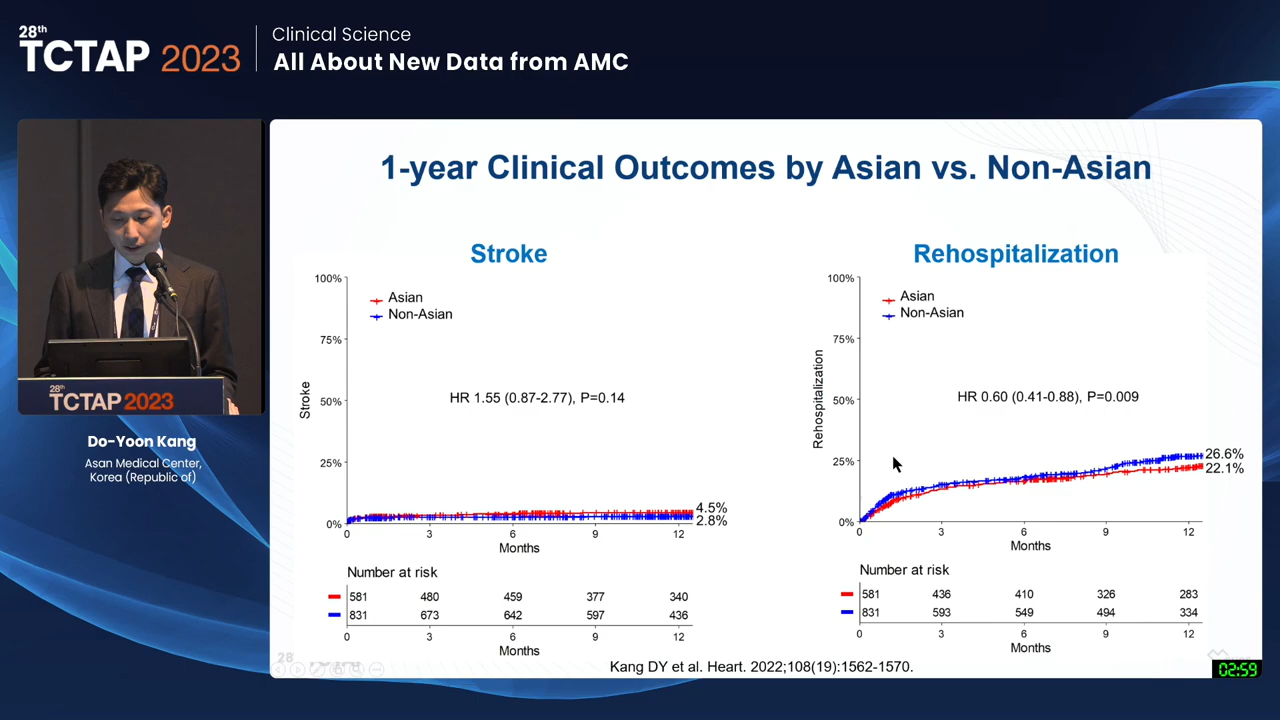 28th
TCTAP 2023
Clinical Science
All About New Data from AMC
28th
TCTAP 2023
Do-Yoon Kang
Asan Medical Center,
Korea (Republic of)
1-year Clinical Outcomes by Asian vs. Non-Asian
Stroke
100%
75%
50%
25%
0%
Stroke
Asian
Non-Asian
HR 1.55 (0.87-2.77), P=0.14
4.5%
2.8%
0 3 6 9 12
Months
Number at risk
581 480 459 377 340
831 673 642 597 436
0 3 6 9 12
Months
Rehospitalization
100%
75%
50%
25%
0%
Rehospitalization
Asian
Non-Asian
HR 0.60 (0.41-0.88), P=0.009
26.6%
22.1%
0 3 6 9 12
Months
Number at risk
581 436 410 326 283
831 593 549 494 334
0 3 6 9 12
Months
28
Kang DY et al. Heart. 2022;108(19):1562-1570.
02:59